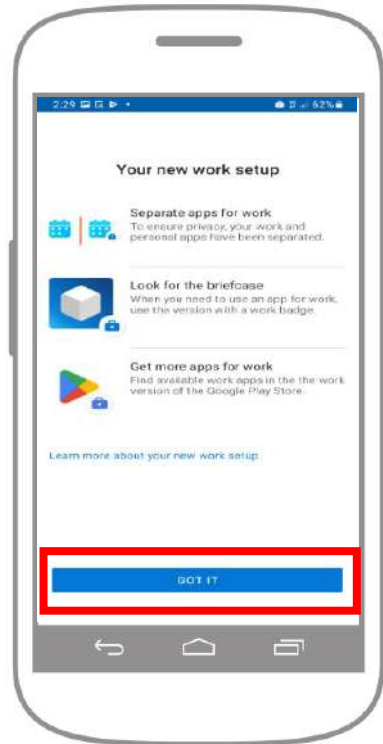 2:29
62%
Your new work setup
Separate apps for work
To ensure privacy, your work and
personal apps have been separated.
Look for the briefcase
When you need to use an app for work,
use the version with a work badge.
Get more apps for work
Find available work apps in the the work
version of the Google Play Store.
Learn more about your new work setup
GOT IT